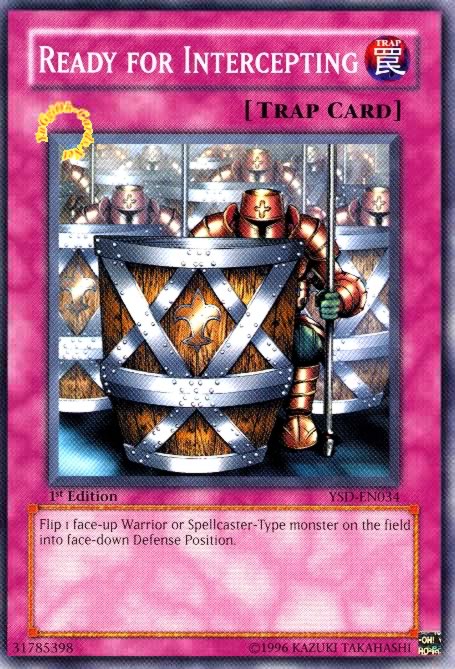 READY FOR INTERCEPTING
TRAP
罠
[TRAP CARD]
1st Edition
YSD-EN034
Flip 1 face-up Warrior or Spellcaster-Type monster on the field
into face-down Defense Position.
31785398
©1996 KAZUKI TAKAHASHI